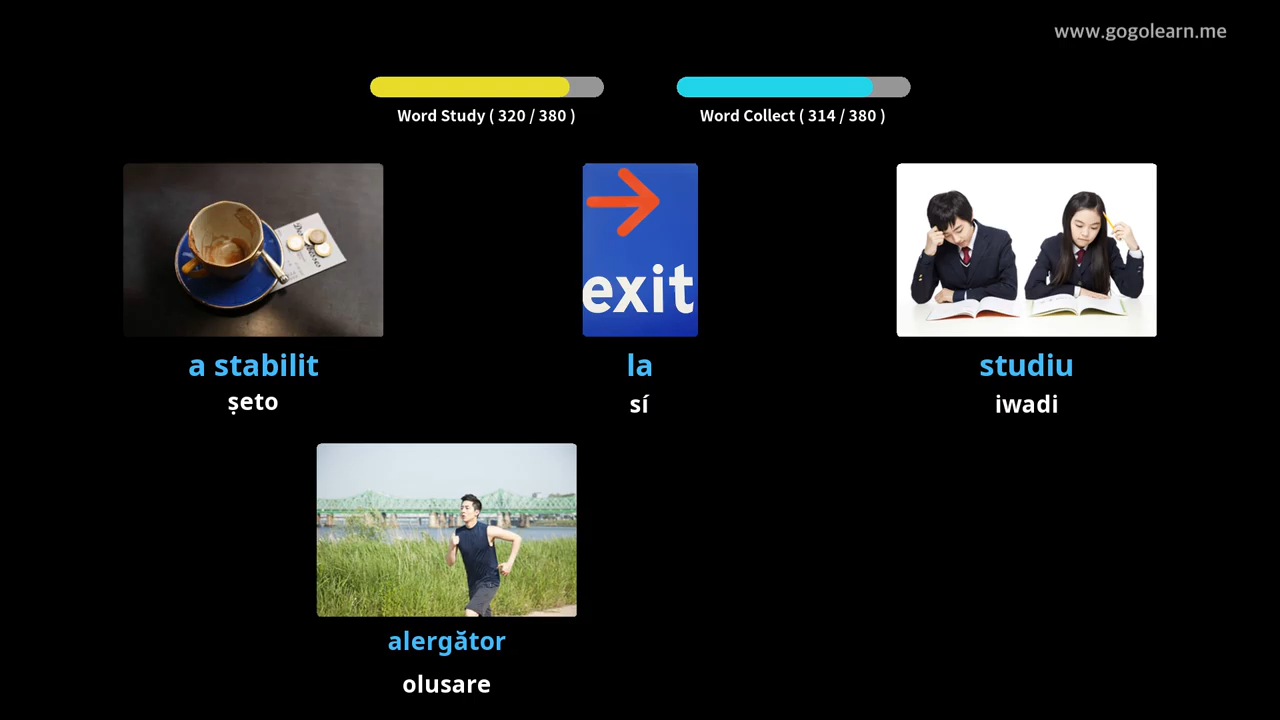 www.gogolearn.me
Word Study ( 320 / 380 )
Word Collect ( 314 / 380 )
exit
a stabilit
la
studiu
ṣeto
sí
iwadi
alergător
olusare